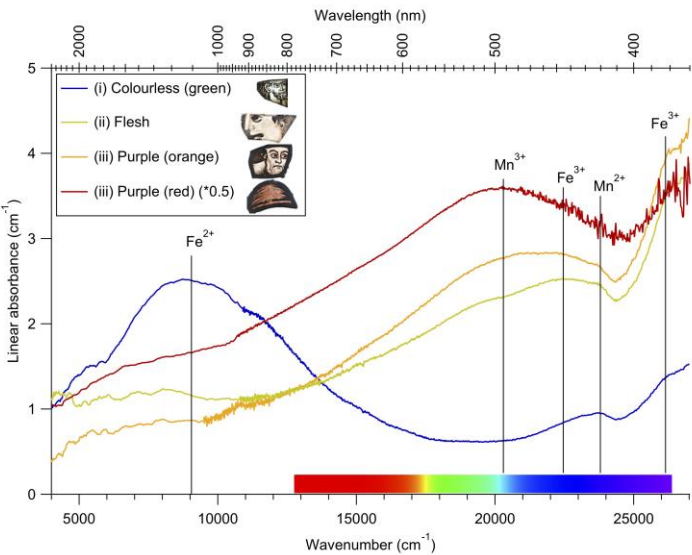 Wavelength (nm)
2000 1000 900 800 700 600 500 400
5
(i) Colourless (green)
(ii) Flesh
(iii) Purple (orange)
(iii) Purple (red) (*0.5)
Fe3+
4
Mn3+
Fe3+
Mn2+
3
Fe2+
2
1
0
Linear absorbance (cm-1)
5000 10000 15000 20000 25000
Wavenumber (cm-1)